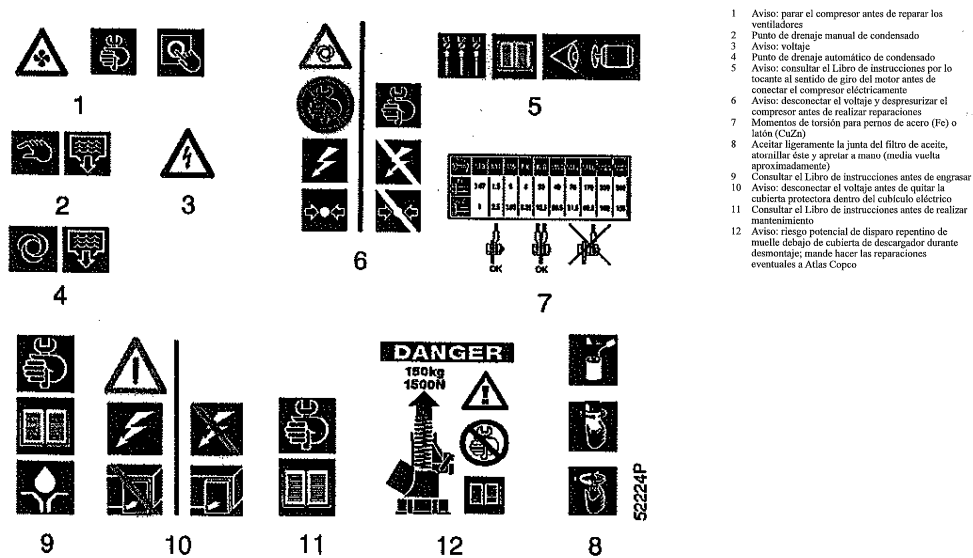 1
2
3
4
5
6
OK
OK
7
DANGER
150kg
1500N
9
10
11
12
8
52224P
1 Aviso: parar el compresor antes de reparar los
ventiladores
2 Punto de drenaje manual de condensado
3 Aviso: voltaje
4 Punto de drenaje automático de condensado
5 Aviso: consultar el Libro de instrucciones por lo
tocante al sentido de giro del motor antes de
conectar el compresor eléctricamente
6 Aviso: desconectar el voltaje y despresurizar el
compresor antes de realizar reparaciones
7 Momentos de torsión para pernos de acero (Fe) o
latón (CuZn)
8 Aceitar ligeramente la junta del filtro de aceite,
atornillar éste y apretar a mano (media vuelta
aproximadamente)
9 Consultar el Libro de instrucciones antes de engrasar
10 Aviso: desconectar el voltaje antes de quitar la
cubierta protectora dentro del cubículo eléctrico
11 Consultar el Libro de instrucciones antes de realizar
mantenimiento
12 Aviso: riesgo potencial de disparo repentino de
muelle debajo de cubierta de descargador durante
desmontaje; mande hacer las reparaciones
eventuales a Atlas Copco